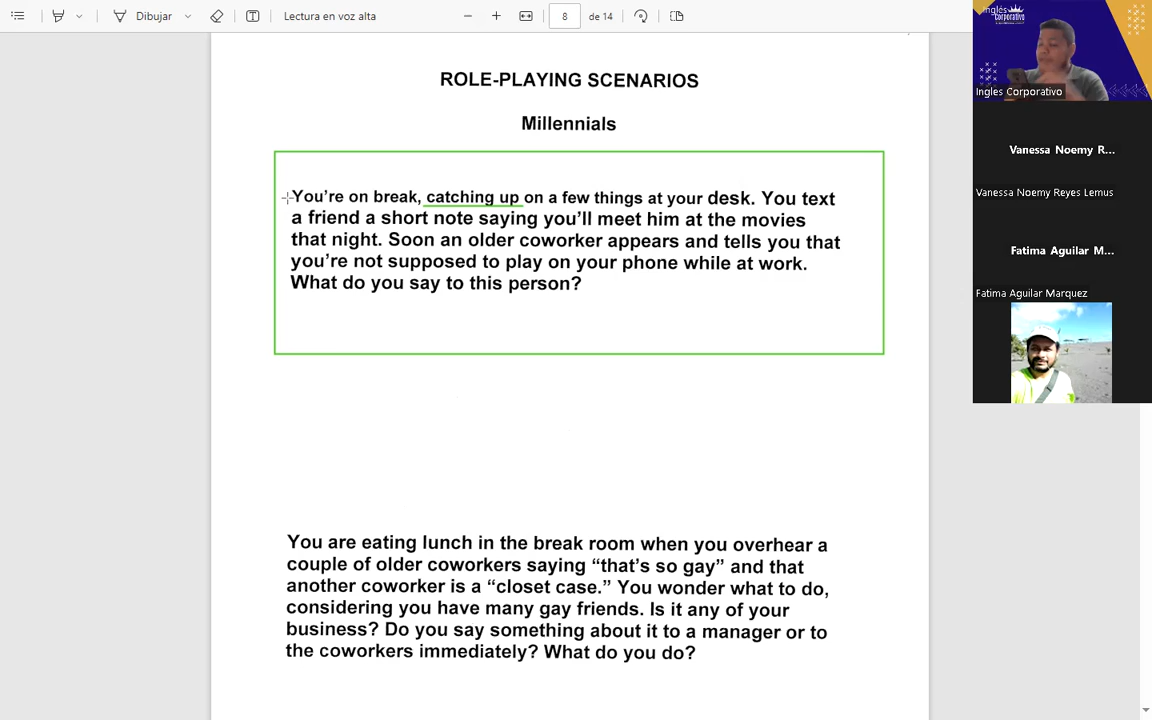 Dibujar
Lectura en voz alta
8
de 14
ROLE-PLAYING SCENARIOS
Millennials
You're on break, catching up on a few things at your desk. You text
a friend a short note saying you'll meet him at the movies
that night. Soon an older coworker appears and tells you that
you're not supposed to play on your phone while at work.
What do you say to this person?
You are eating lunch in the break room when you overhear a
couple of older coworkers saying “that's so gay” and that
another coworker is a “closet case.” You wonder what to do,
considering you have many gay friends. Is it any of your
business? Do you say something about it to a manager or to
the coworkers immediately? What do you do?
Inglés
Corporativo
Ingles Corporativo
Vanessa Noemy R...
Vanessa Noemy Reyes Lemus
Fatima Aguilar M...
Fatima Aguilar Marquez